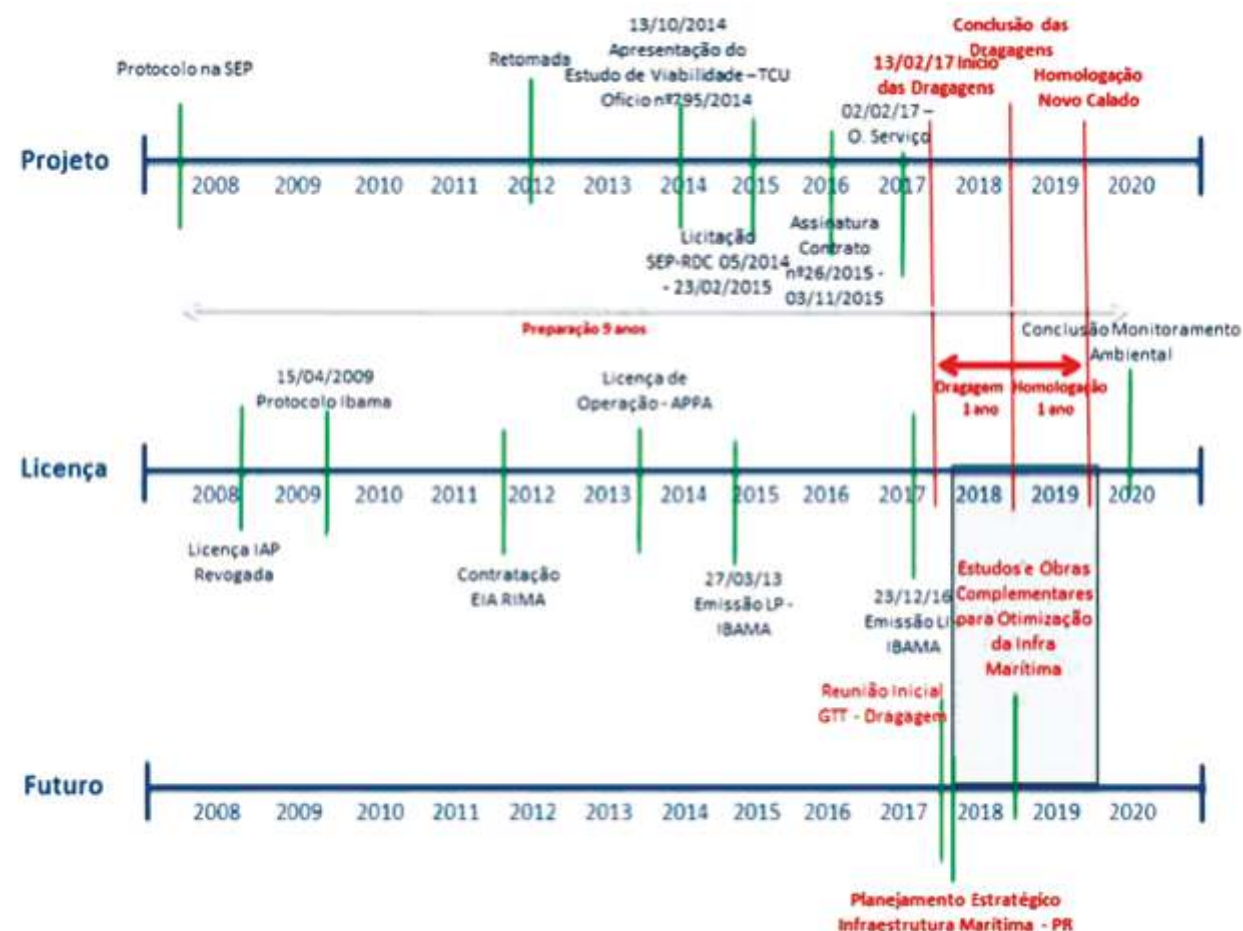 Protocolo na SEP
Retomada
13/10/2014
Apresentação do
Estudo de Viabilidade – TCU
Oficio nº795/2014
02/02/17 –
O. Serviço
13/02/17 Inicio
das Dragagens
Conclusão das
Dragagens
Homologação
Novo Calado
Projeto
2008 2009 2010 2011 2012 2013 2014 2015 2016 2017 2018 2019 2020
Licitação
SEP-RDC 05/2014
- 23/02/2015
Assinatura
Contrato
nº26/2015 -
03/11/2015
Preparação 9 anos
Conclusão Monitoramento
Ambiental
Dragagem
1 ano
Homologação
1 ano
15/04/2009
Protocolo Ibama
Licença de
Operação - APPA
Licença
2008 2009 2010 2011 2012 2013 2014 2015 2016 2017 2018 2019 2020
Licença IAP
Revogada
Contratação
EIA RIMA
27/03/13
Emissão LP -
IBAMA
23/12/16
Emissão LI-
IBAMA
Estudos e Obras
Complementares
para Otimização
da Infra
Marítima
Reunião Inicial
GTT - Dragagem
Futuro
2008 2009 2010 2011 2012 2013 2014 2015 2016 2017 2018 2019 2020
Planejamento Estratégico
Infraestrutura Marítima - PR